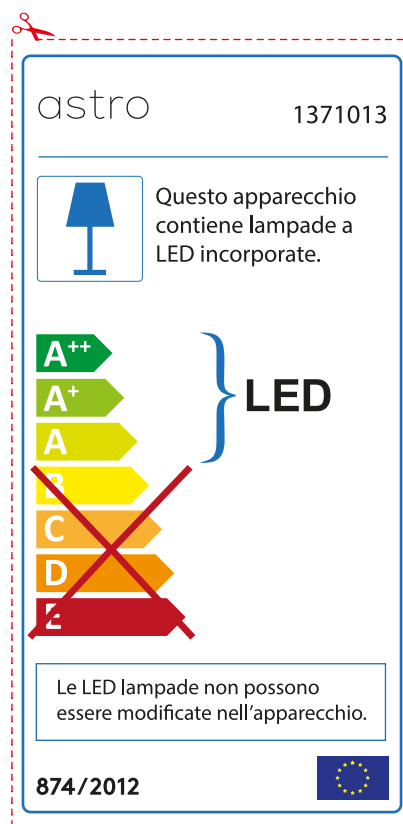 astro
1371013
Questo apparecchio
contiene lampade a
LED incorporate.
A++
A+
A
LED
B
C
D
E
Le LED lampade non possono
essere modificate nell'apparecchio.
874/2012